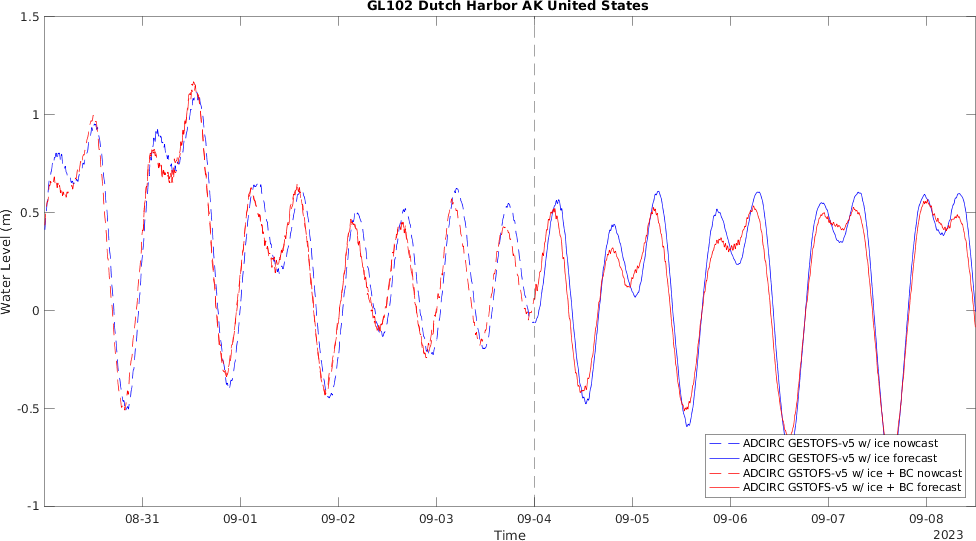 GL102 Dutch Harbor AK United States
1.5
1
0.5
0
-0.5
-1
Water Level (m)
ADCIRC GESTOFS-v5 w/ ice nowcast
ADCIRC GESTOFS-v5 w/ ice forecast
ADCIRC GSTOFS-v5 w/ ice + BC nowcast
ADCIRC GSTOFS-v5 w/ ice + BC forecast
08-31 09-01 09-02 09-03 09-04 09-05 09-06 09-07 09-08
Time
2023